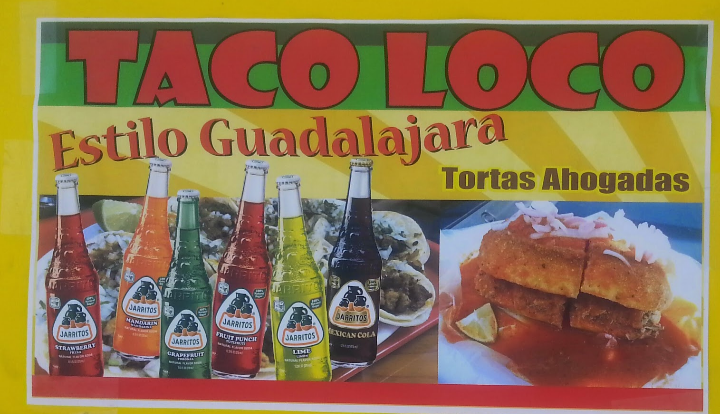 TACO LOCO
Estilo Guadalajara
Tortas Ahogadas
JARRITOS
STRAWBERRY
JARRITOS
MANDARIN
JARRITOS
GRAPEFRUIT
JARRITOS
FRUIT PUNCH
JARRITOS
LIME
JARRITOS
MEXICAN COLA